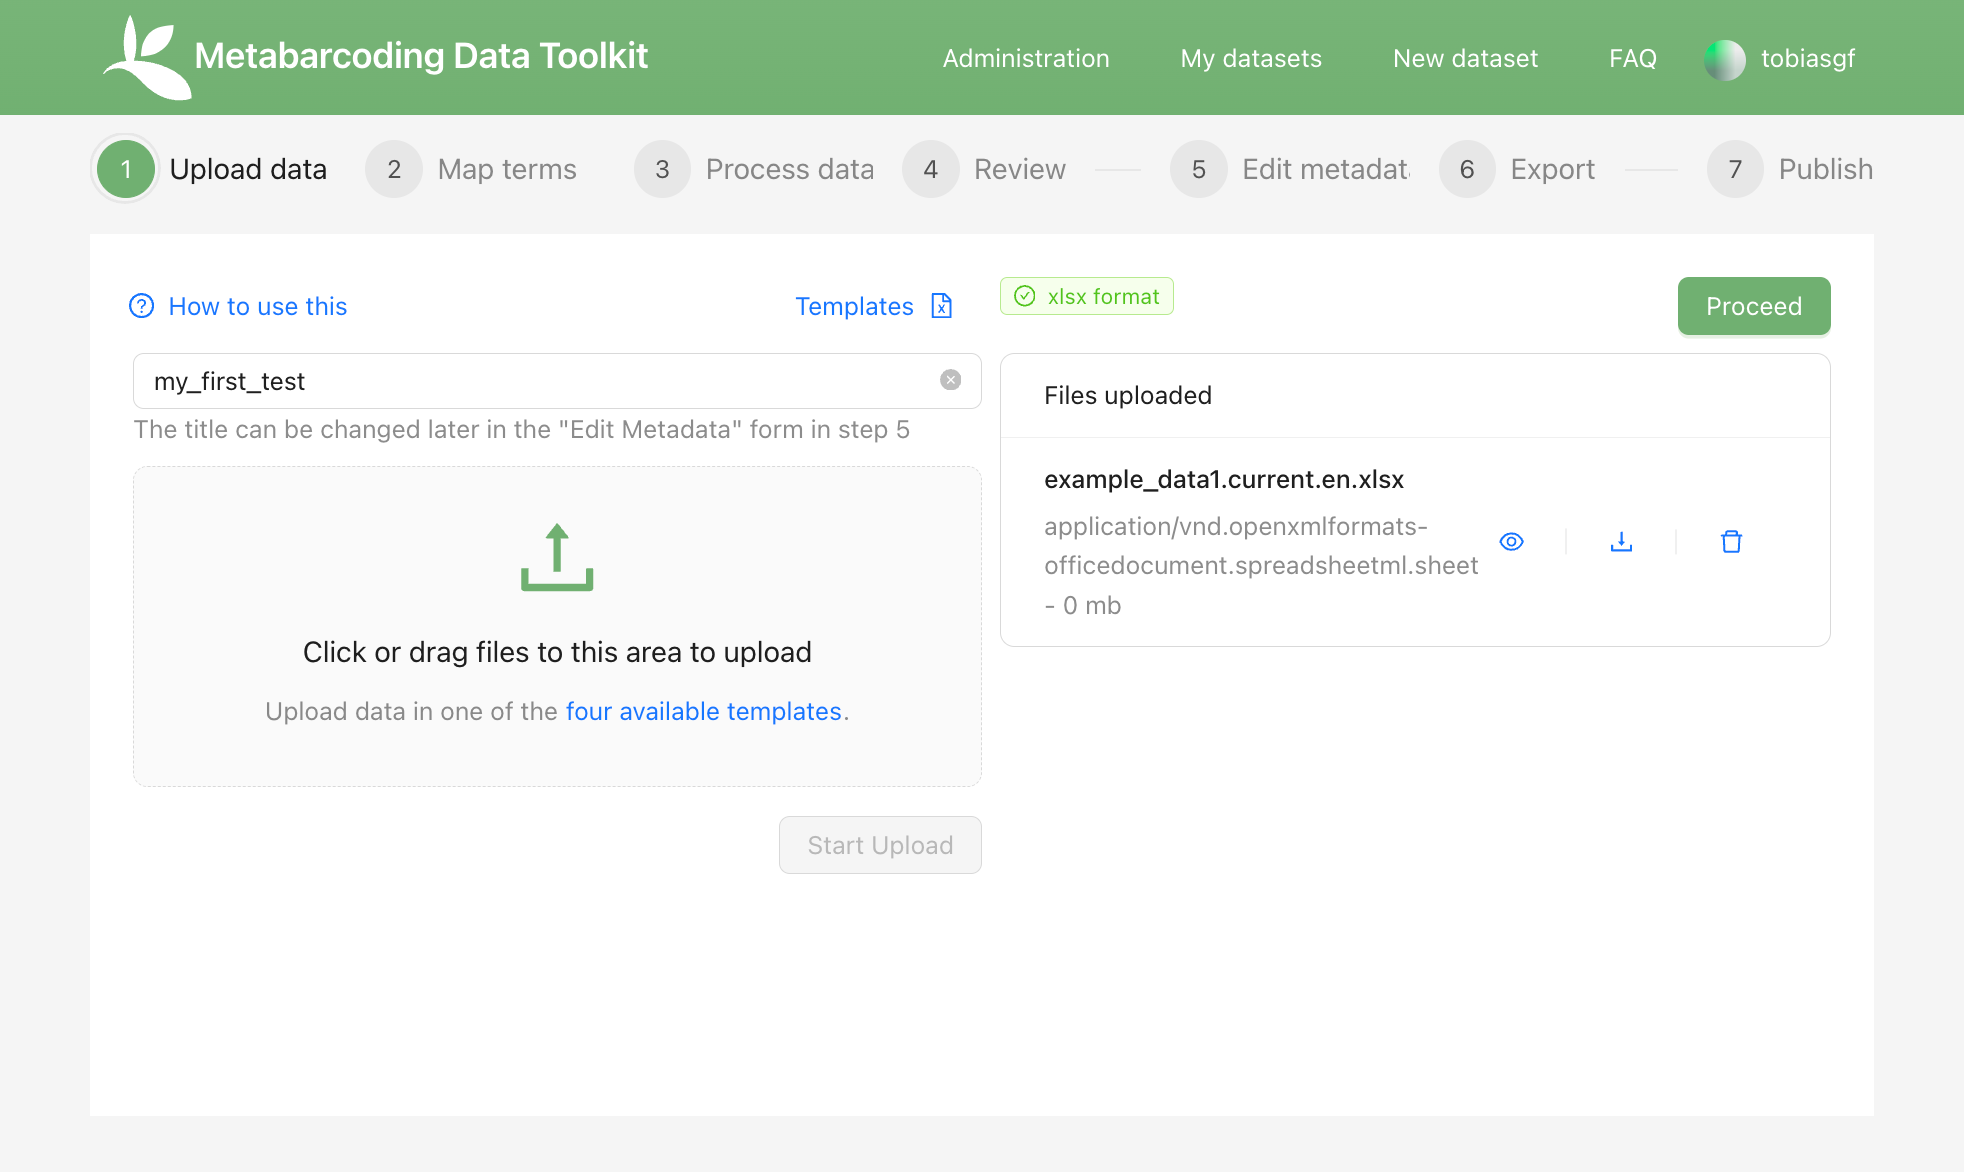 Metabarcoding Data Toolkit
Administration
My datasets
New dataset
FAQ
tobiasgf
1 Upload data
2 Map terms
3 Process data
4 Review
5 Edit metadat
6 Export
7 Publish
How to use this
Templates
xlsx format
Proceed
my_first_test
The title can be changed later in the "Edit Metadata" form in step 5
Click or drag files to this area to upload
Upload data in one of the four available templates.
Start Upload
Files uploaded
example_data1.current.en.xlsx
application/vnd.openxmlformats-
officedocument.spreadsheetml.sheet
- 0 mb